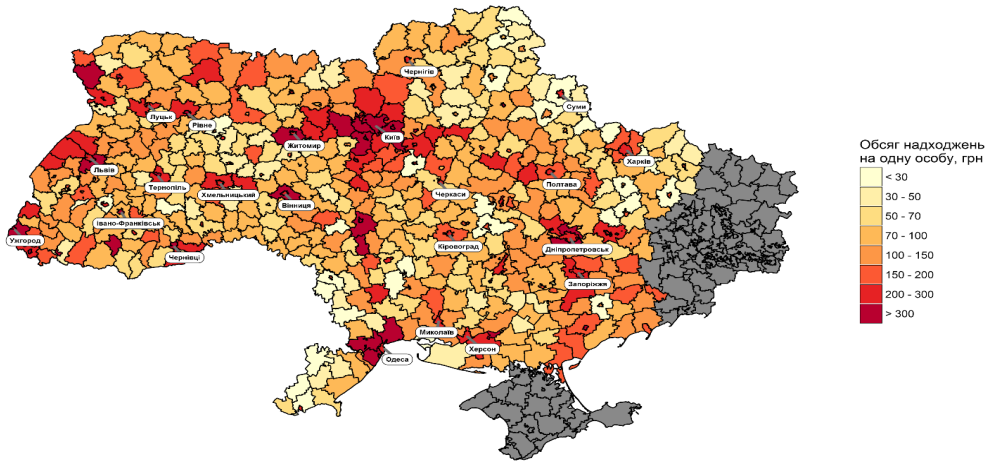 Чернігів
Суми
Луцьк
Рівне
Київ
Житомир
Харків
Львів
Тернопіль
Хмельницький
Полтава
Черкаси
Вінниця
Івано-Франківськ
Ужгород
Кіровоград
Дніпропетровськ
Чернівці
Запоріжжя
Миколаїв
Херсон
Одеса
Обсяг надходжень
на одну особу, грн
< 30
30 - 50
50 - 70
70 - 100
100 - 150
150 - 200
200 - 300
> 300